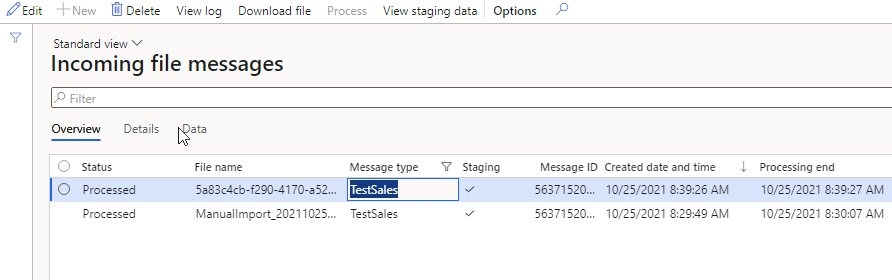 Edit New Delete View log Download file Process View staging data Options
Standard view
Incoming file messages
Filter
Overview Details Data
Status File name Message type Staging Message ID Created date and time Processing end
Processed 5a83c4cb-f290-4170-a52... TestSales 56371520... 10/25/2021 8:39:26 AM 10/25/2021 8:39:27 AM
Processed ManualImport_20211025... TestSales 56371520... 10/25/2021 8:29:49 AM 10/25/2021 8:30:07 AM